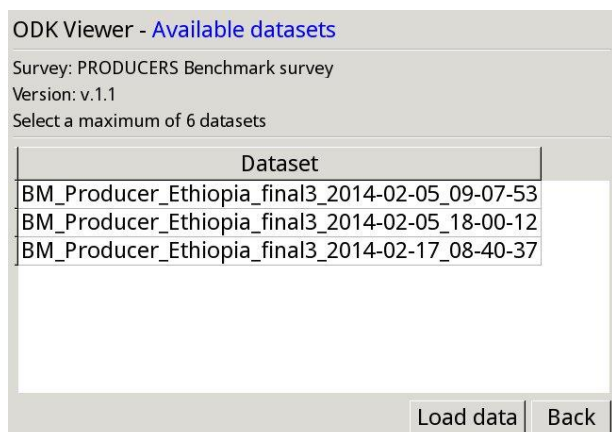 ODK Viewer - Available datasets
Survey: PRODUCERS Benchmark survey
Version: v.1.1
Select a maximum of 6 datasets
Dataset
BM_Producer_Ethiopia_final3_2014-02-05_09-07-53
BM_Producer_Ethiopia_final3_2014-02-05_18-00-12
BM_Producer_Ethiopia_final3_2014-02-17_08-40-37
Load data Back